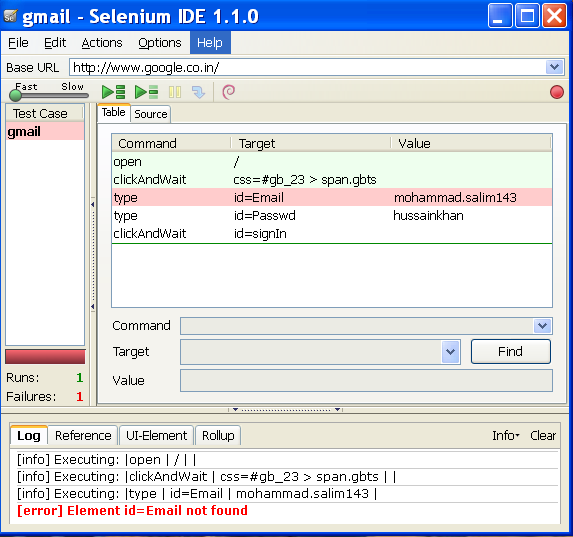 gmail - Selenium IDE 1.1.0
File Edit Actions Options Help
Base URL http://www.google.co.in/
Fast Slow
Test Case
gmail
Runs: 1
Failures: 1
Table Source
Command Target Value
open /
clickAndWait css=#gb_23 > span.gbts
type id=Email mohammad.salim143
type id=Passwd hussainkhan
clickAndWait id=signIn
Command
Target Find
Value
Log Reference UI-Element Rollup Info Clear
[info] Executing: |open | / | |
[info] Executing: |clickAndWait | css=#gb_23 > span.gbts | |
[info] Executing: |type | id=Email | mohammad.salim143 |
[error] Element id=Email not found